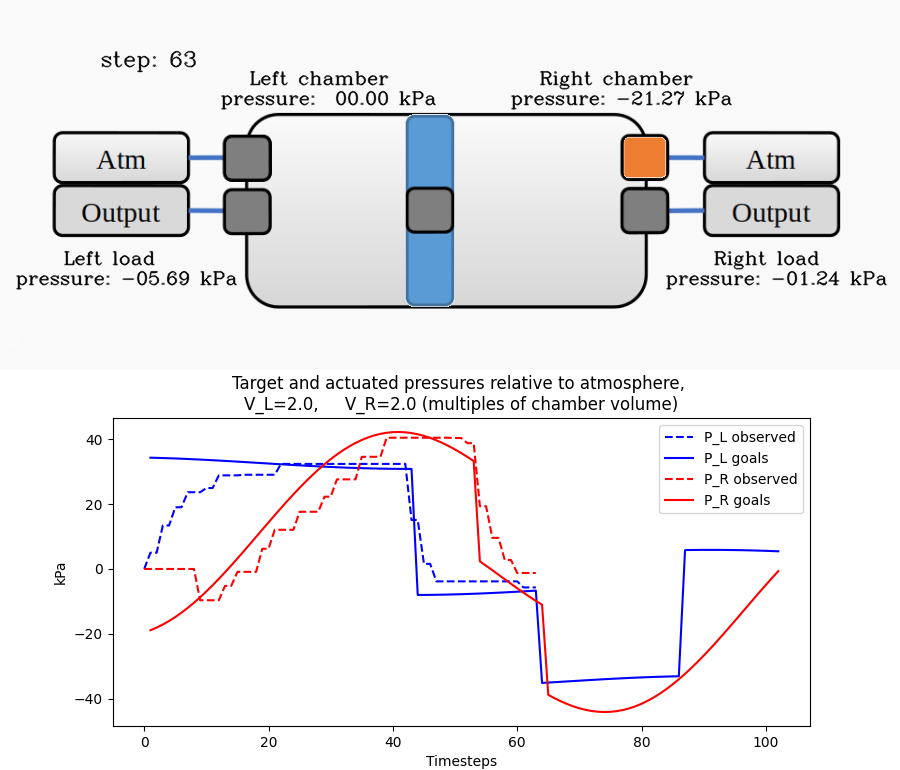 step: 63
Left chamber
pressure:  00.00 kPa
Right chamber
pressure: −21.27 kPa
Atm
Output
Atm
Output
Left load
pressure: −05.69 kPa
Right load
pressure: −01.24 kPa
Target and actuated pressures relative to atmosphere,
V_L=2.0,     V_R=2.0 (multiples of chamber volume)
P_L observed
P_L goals
P_R observed
P_R goals
kPa
40
20
0
−20
−40
0 20 40 60 80 100
Timesteps